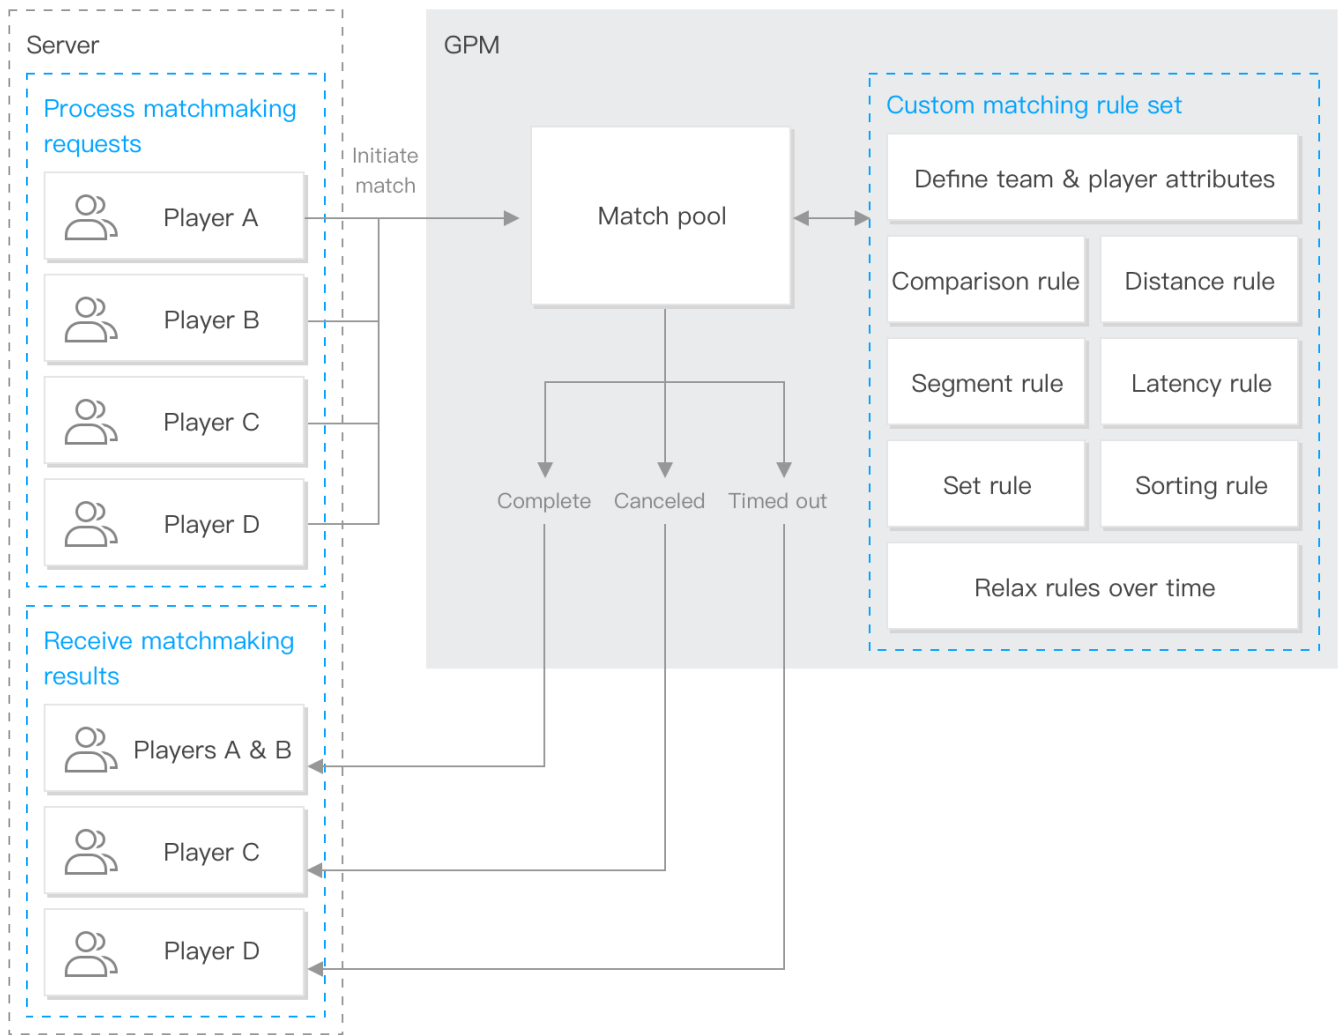 Server
Process matchmaking
requests
Player A
Player B
Player C
Player D
Initiate
match
Receive matchmaking
results
Players A & B
Player C
Player D
GPM
Match pool
Complete
Canceled
Timed out
Custom matching rule set
Define team & player attributes
Comparison rule
Distance rule
Segment rule
Latency rule
Set rule
Sorting rule
Relax rules over time